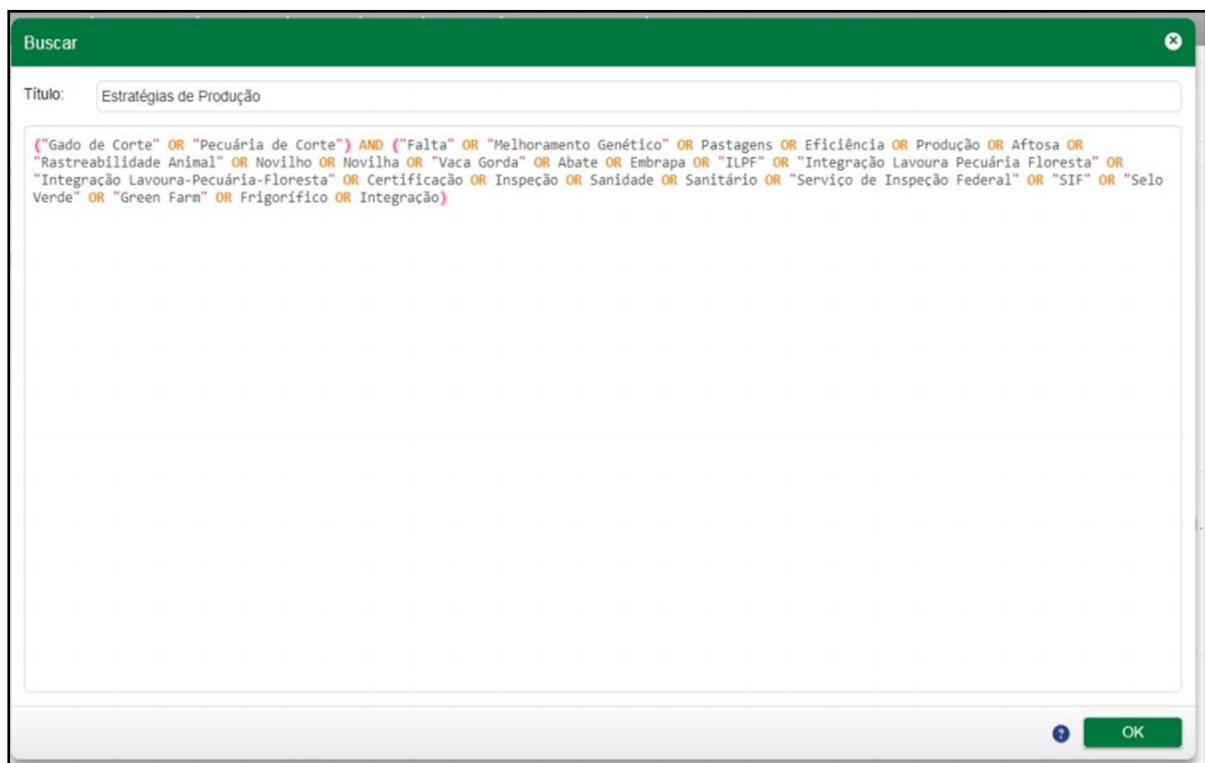 Buscar
Título:
Estratégias de Produção
("Gado de Corte" OR "Pecuária de Corte") AND ("Falta" OR "Melhoramento Genético" OR Pastagens OR Eficiência OR Produção OR Aftosa OR
"Rastreabilidade Animal" OR Novilho OR Novilha OR "Vaca Gorda" OR Abate OR Embrapa OR "ILPF" OR "Integração Lavoura Pecuária Floresta" OR
"Integração Lavoura-Pecuária-Floresta" OR Certificação OR Inspeção OR Sanidade OR Sanitário OR "Serviço de Inspeção Federal" OR "SIF" OR "Selo
Verde" OR "Green Farm" OR Frigorífico OR Integração)
OK